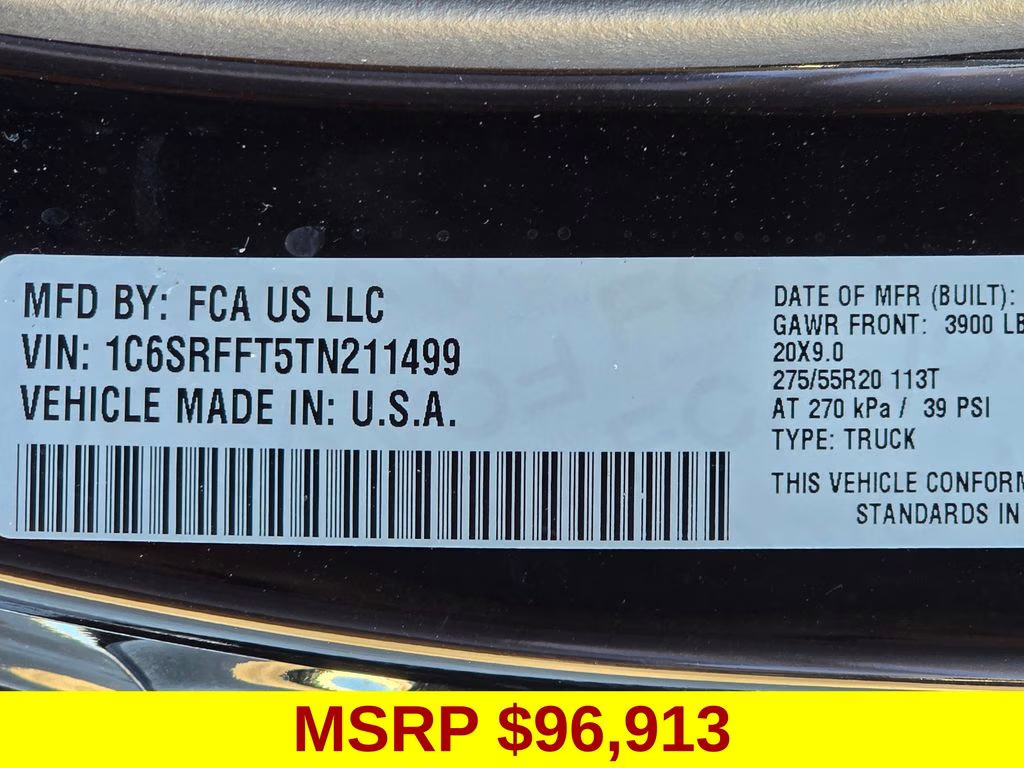 MFD BY: FCA US LLC
VIN: 1C6SRFFT5TN211499
VEHICLE MADE IN: U.S.A.
DATE OF MFR (BUILT):
GAWR FRONT: 3900 LB
20X9.0
275/55R20 113T
AT 270 kPa / 39 PSI
TYPE: TRUCK
THIS VEHICLE CONFORM
STANDARDS IN
MSRP $96,913